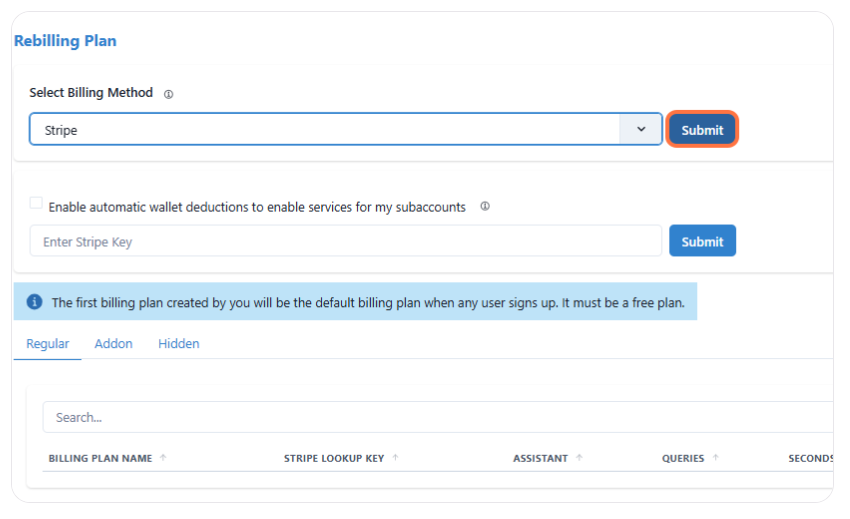 Rebilling Plan
Select Billing Method
Stripe
Submit
Enable automatic wallet deductions to enable services for my subaccounts
Enter Stripe Key
Submit
The first billing plan created by you will be the default billing plan when any user signs up. It must be a free plan.
Regular Addon Hidden
Search...
BILLING PLAN NAME STRIPE LOOKUP KEY ASSISTANT QUERIES SECONDS